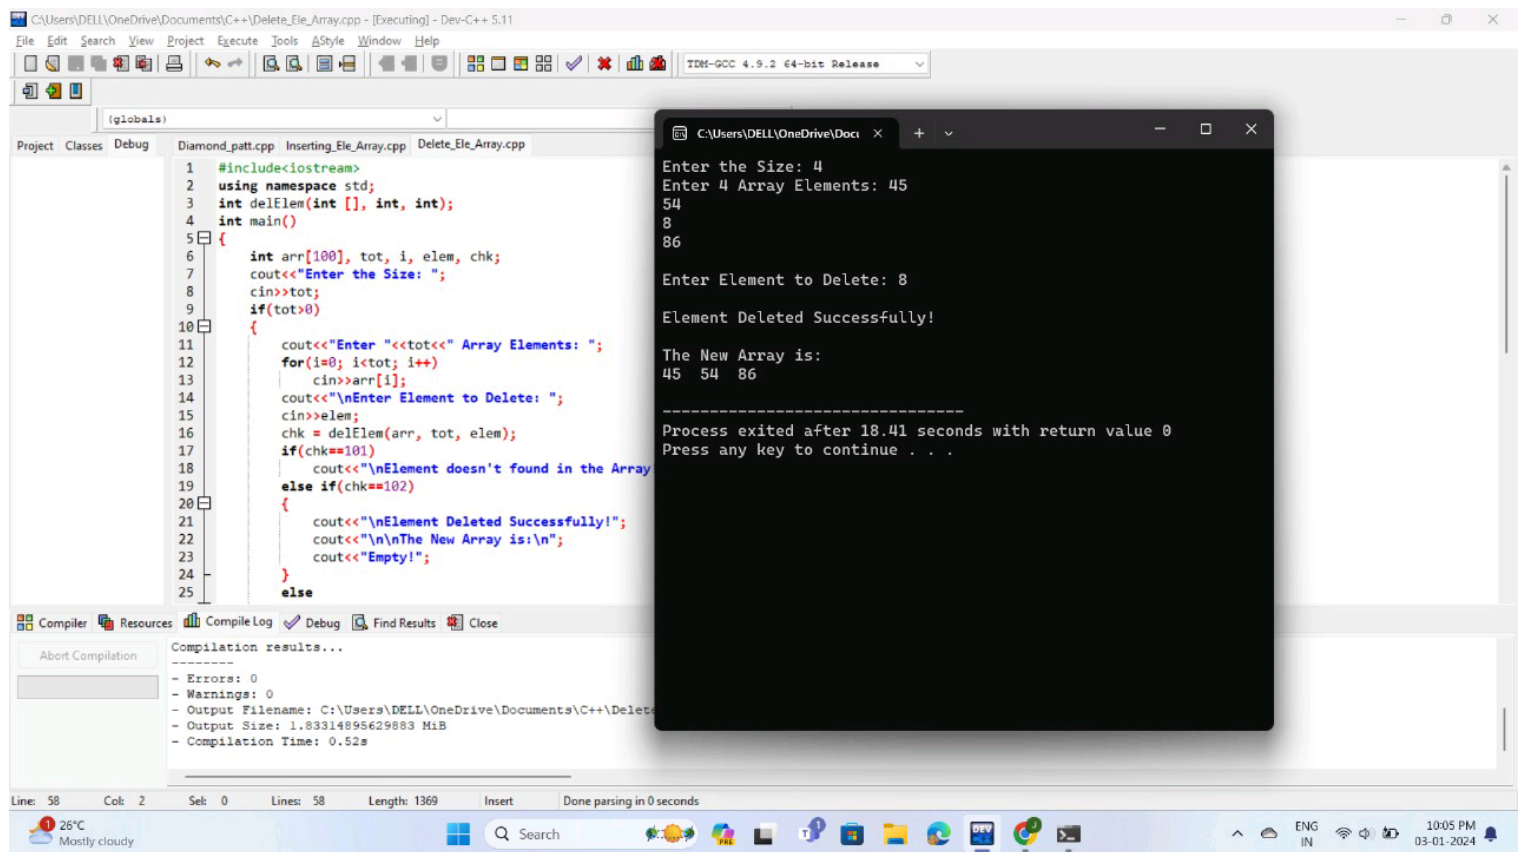 C:\Users\DELL\OneDrive\Documents\C++\Delete_Ele_Array.cpp - [Executing] - Dev-C++ 5.11
File Edit Search View Project Execute Tools AStyle Window Help
TDM-GCC 4.9.2 64-bit Release
(globals)
Project Classes Debug
Diamond_patt.cpp Inserting_Ele_Array.cpp Delete_Ele_Array.cpp
1 #include<iostream>
2 using namespace std;
3 int delElem(int [], int, int);
4 int main()
5 {
6 int arr[100], tot, i, elem, chk;
7 cout<<"Enter the Size: ";
8 cin>>tot;
9 if(tot>0)
10 {
11 cout<<"Enter "<<tot<<" Array Elements: ";
12 for(i=0; i<tot; i++)
13 cin>>arr[i];
14 cout<<"\nEnter Element to Delete: ";
15 cin>>elem;
16 chk = delElem(arr, tot, elem);
17 if(chk==101)
18 cout<<"\nElement doesn't found in the Array
19 else if(chk==102)
20 {
21 cout<<"\nElement Deleted Successfully!";
22 cout<<"\n\nThe New Array is:\n";
23 cout<<"Empty!";
24 }
25 else
C:\Users\DELL\OneDrive\Docu
Enter the Size: 4
Enter 4 Array Elements: 45
54
8
86
Enter Element to Delete: 8
Element Deleted Successfully!
The New Array is:
45 54 86
--------------------------------
Process exited after 18.41 seconds with return value 0
Press any key to continue . . .
Compiler Resources Compile Log Debug Find Results Close
Abort Compilation
Compilation results...
--------
- Errors: 0
- Warnings: 0
- Output Filename: C:\Users\DELL\OneDrive\Documents\C++\Delet
- Output Size: 1.83314895629883 MiB
- Compilation Time: 0.52s
Line: 58 Col: 2 Sel: 0 Lines: 58 Length: 1369 Insert Done parsing in 0 seconds
1
26°C
Mostly cloudy
Search
PRE
1
DEV
ENG
IN
10:05 PM
03-01-2024